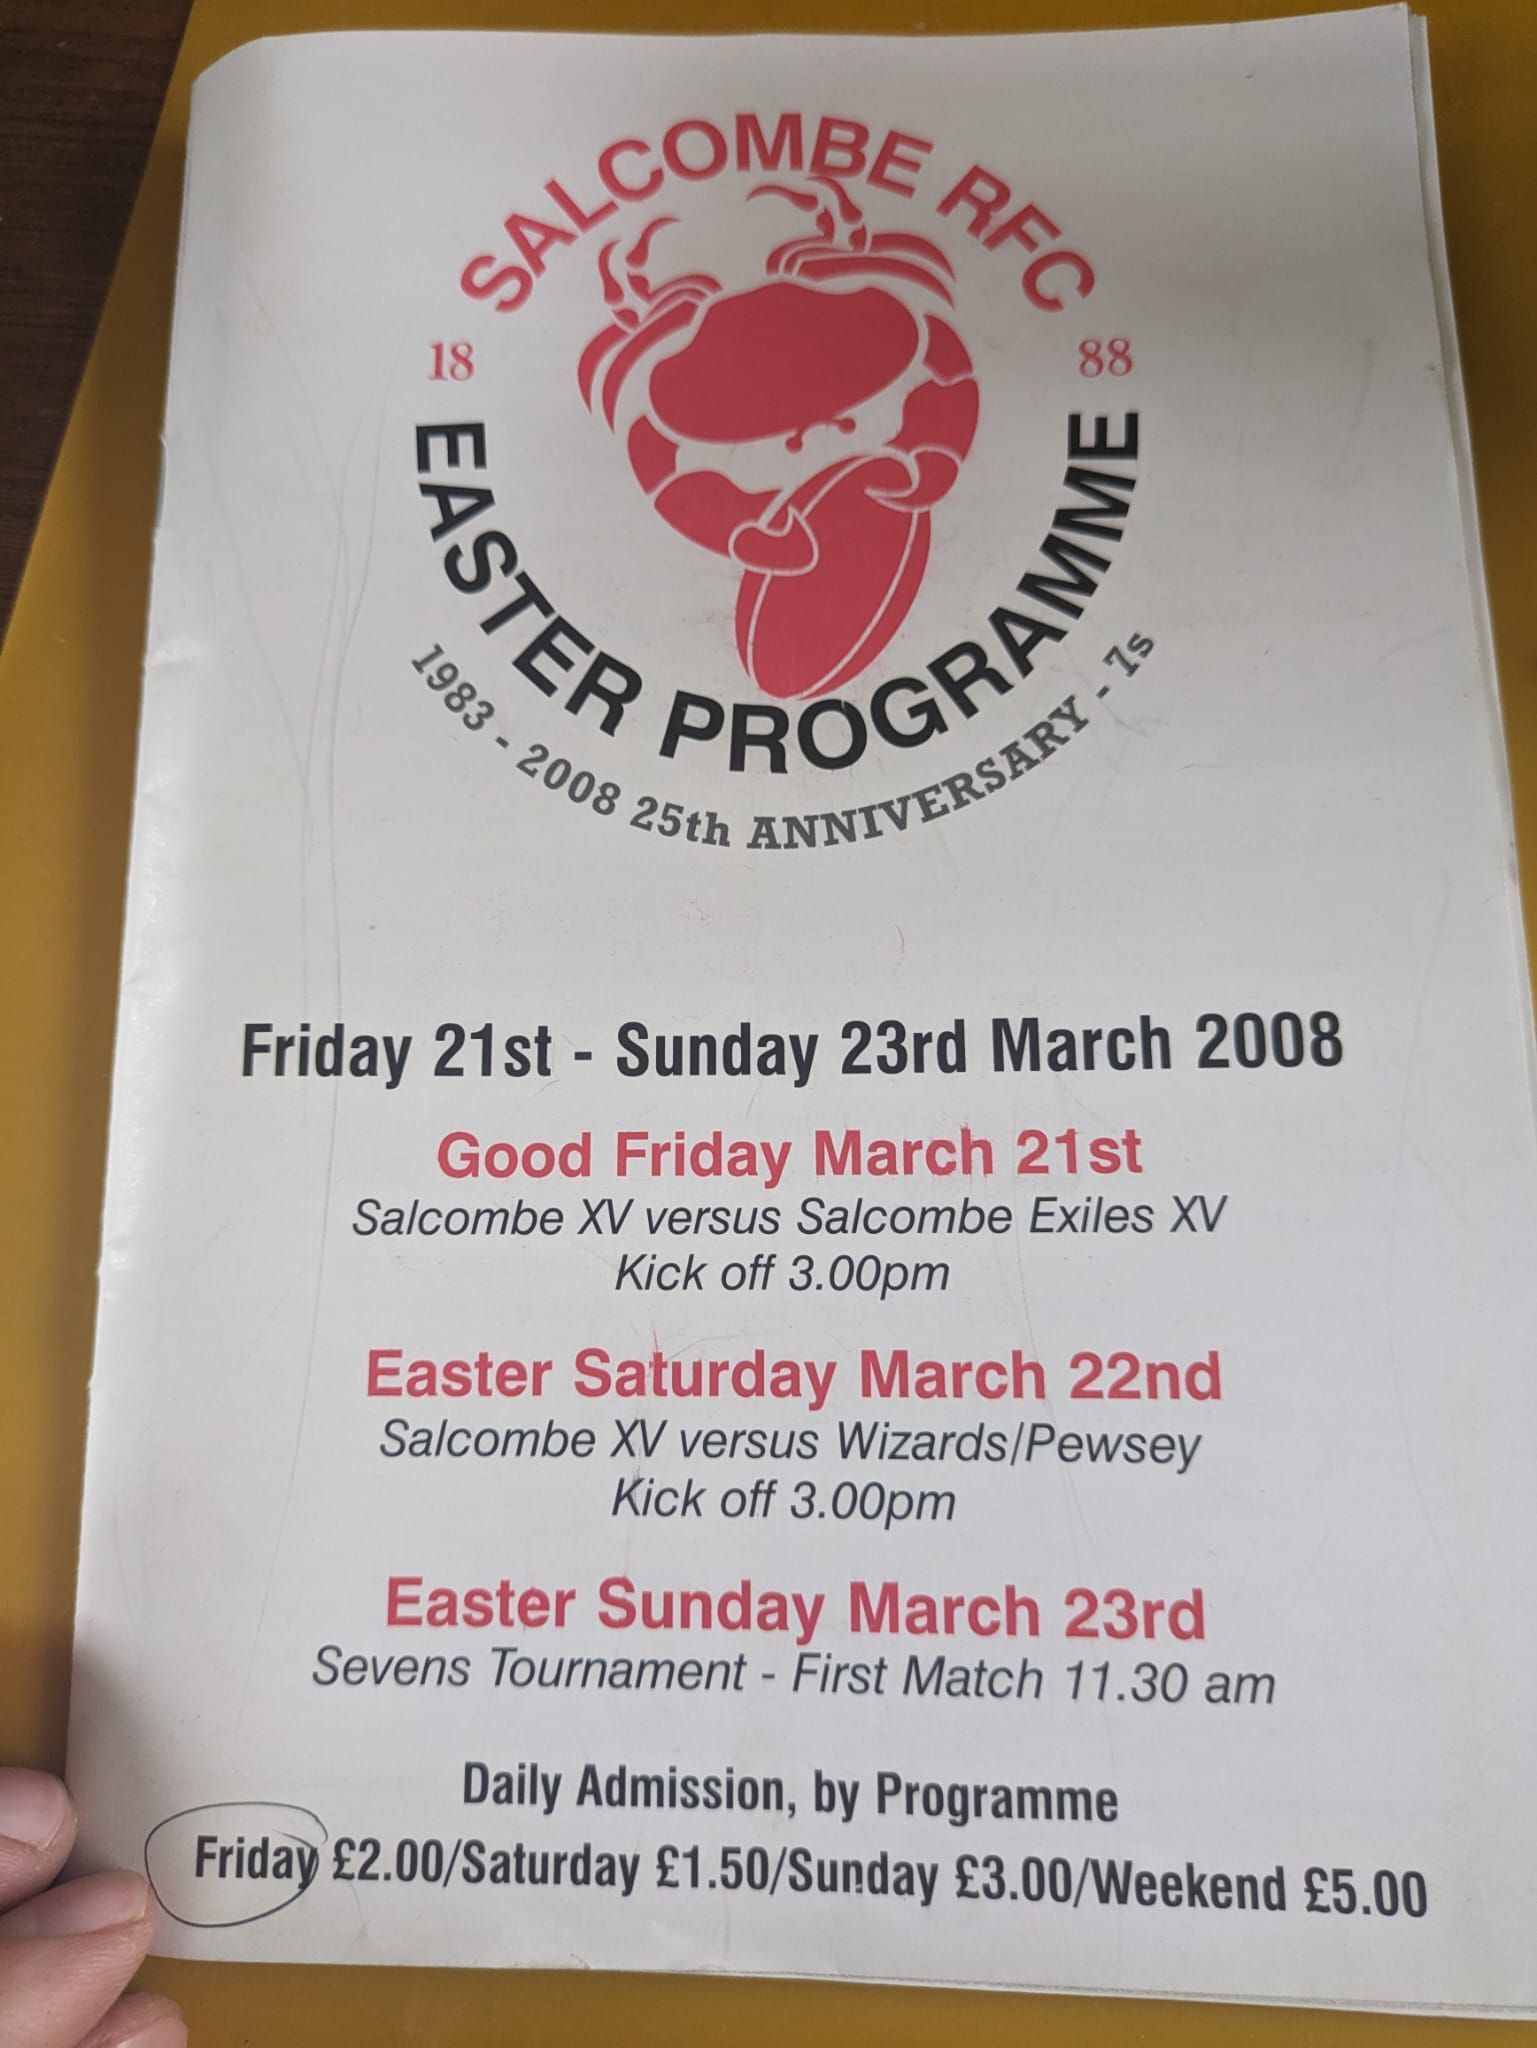 SALCOMBE RFC
18 88
EASTER PROGRAMME
1983 - 2008 25th ANNIVERSARY - 7s
Friday 21st - Sunday 23rd March 2008
Good Friday March 21st
Salcombe XV versus Salcombe Exiles XV
Kick off 3.00pm
Easter Saturday March 22nd
Salcombe XV versus Wizards/Pewsey
Kick off 3.00pm
Easter Sunday March 23rd
Sevens Tournament - First Match 11.30 am
Daily Admission, by Programme
Friday £2.00/Saturday £1.50/Sunday £3.00/Weekend £5.00